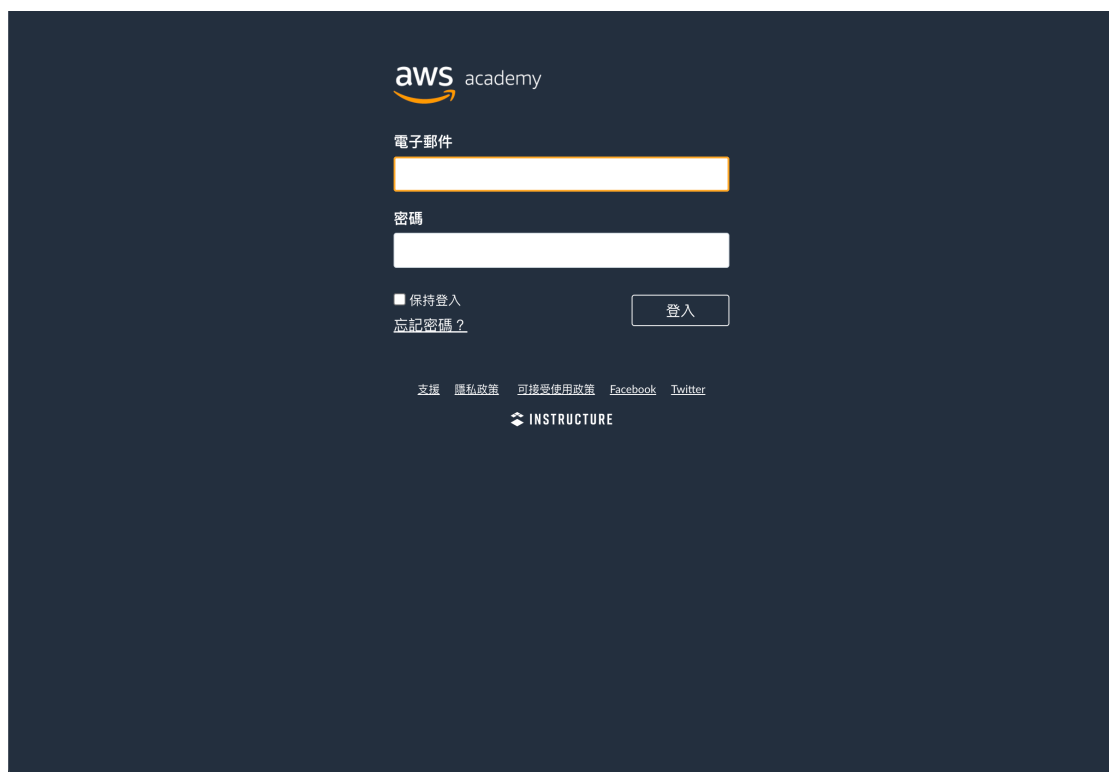 aws academy
電子郵件
密碼
保持登入
登入
忘記密碼？
支援 隱私政策 可接受使用政策 Facebook Twitter
INSTRUCTURE